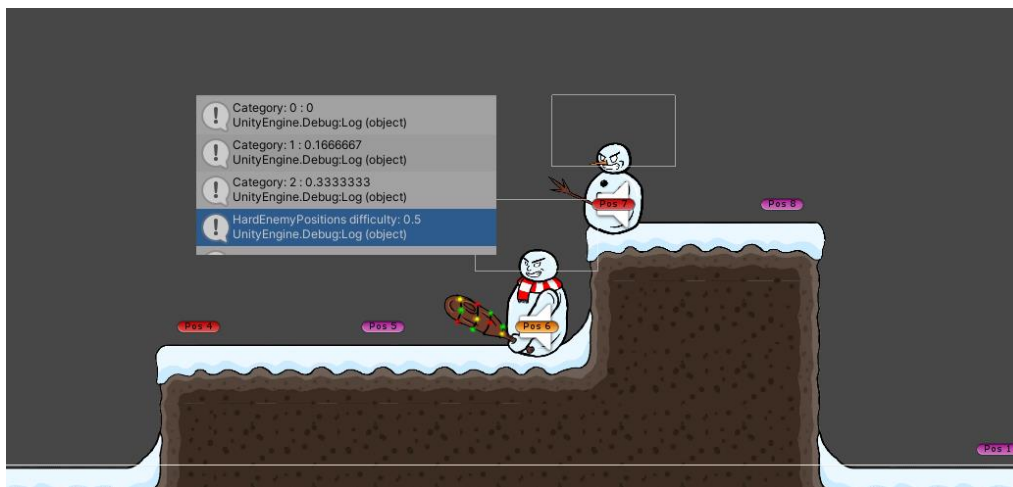 Category: 0 : 0
UnityEngine.Debug:Log (object)
Category: 1 : 0.1666667
UnityEngine.Debug:Log (object)
Category: 2 : 0.3333333
UnityEngine.Debug:Log (object)
HardEnemyPositions difficulty: 0.5
UnityEngine.Debug:Log (object)
Pos 7
Pos 8
Pos 4
Pos 5
Pos 6
Pos